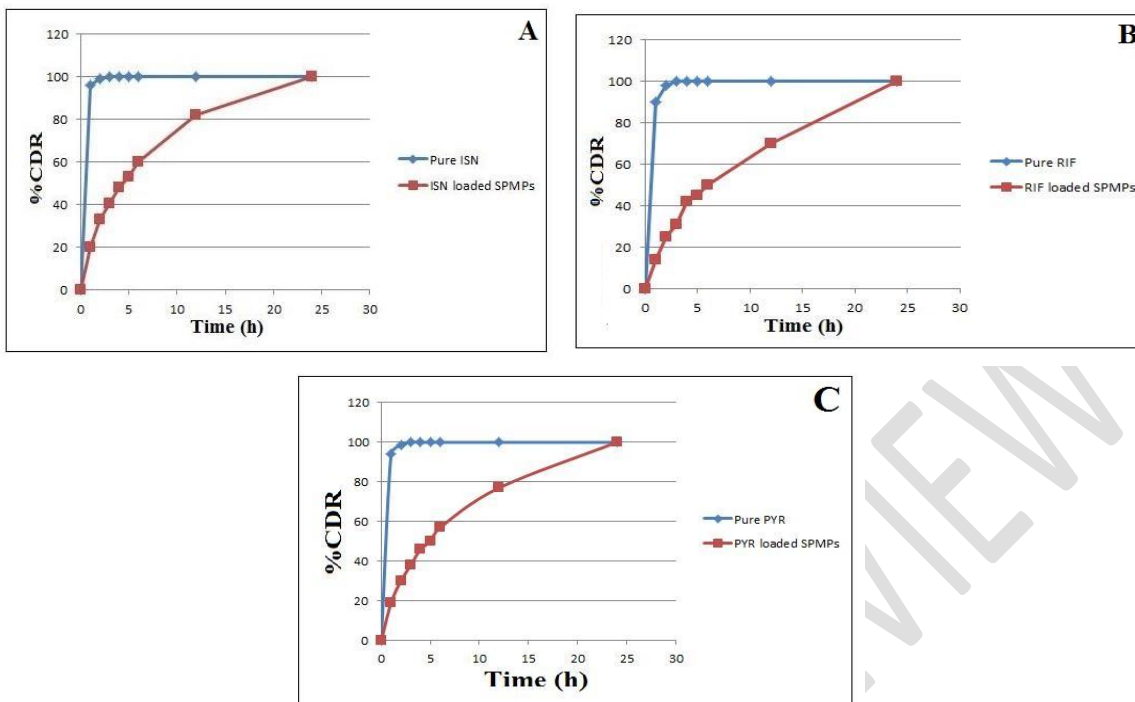 A
120
100
80
60
40
20
0
%CDR
0 5 10 15 20 25 30
Time (h)
Pure ISN
ISN loaded SPMPs
B
120
100
80
60
40
20
0
%CDR
0 5 10 15 20 25 30
Time (h)
Pure RIF
RIF loaded SPMPs
C
120
100
80
60
40
20
0
%CDR
0 5 10 15 20 25 30
Time (h)
Pure PYR
PYR loaded SPMPs
VIEW